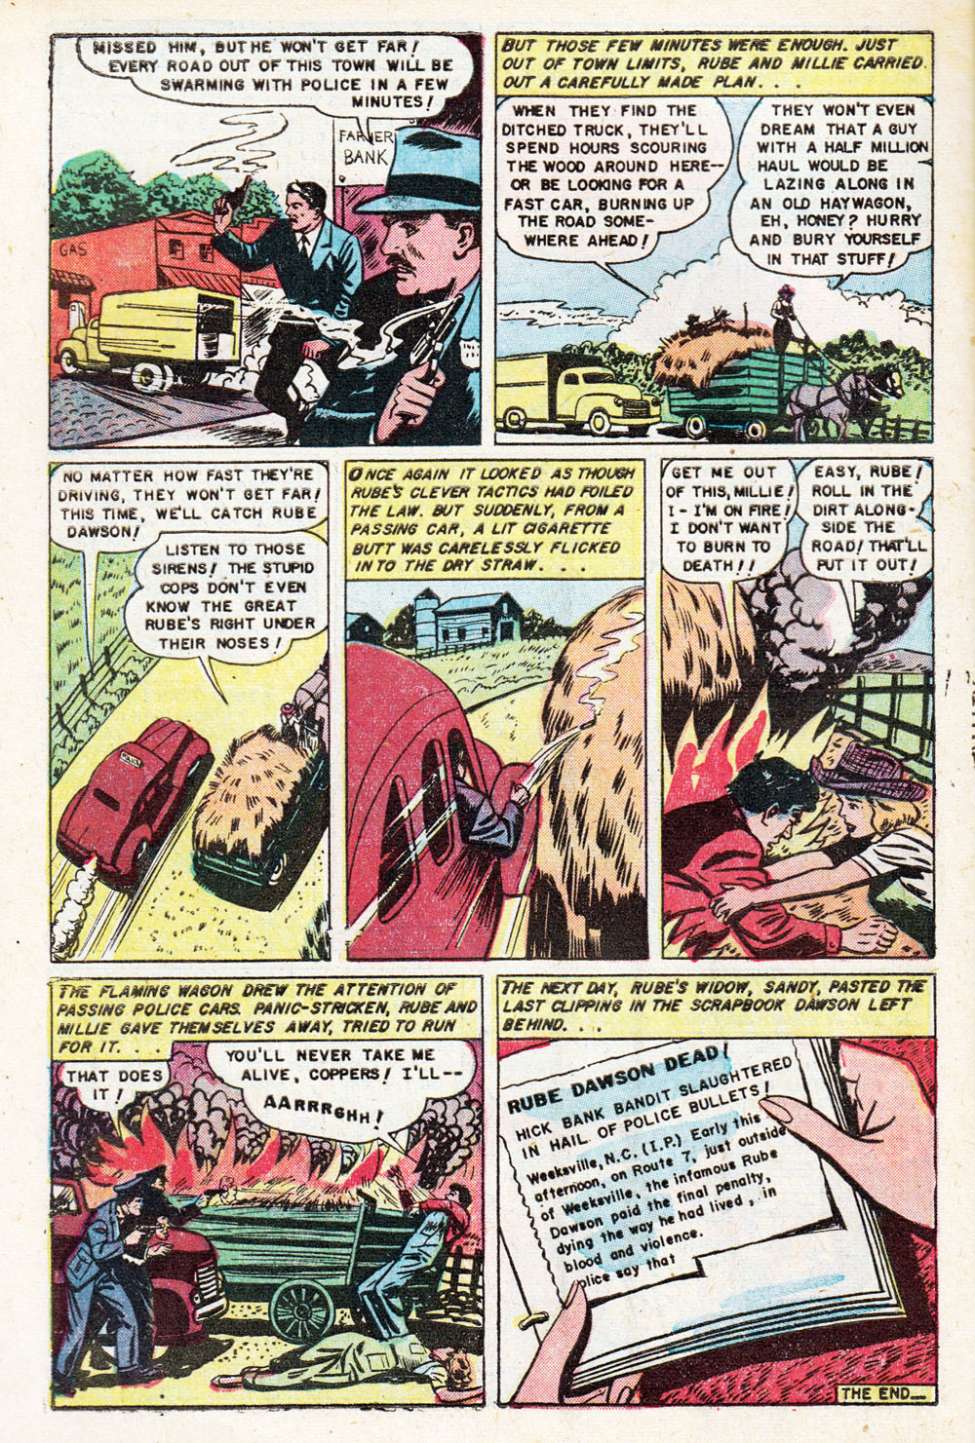 MISSED HIM, BUT HE WON'T GET FAR!
EVERY ROAD OUT OF THIS TOWN WILL BE
SWARMING WITH POLICE IN A FEW
MINUTES!
FARMER
BANK
GAS
BUT THOSE FEW MINUTES WERE ENOUGH. JUST
OUT OF TOWN LIMITS, RUBE AND MILLIE CARRIED
OUT A CAREFULLY MADE PLAN. . .
WHEN THEY FIND THE
DITCHED TRUCK, THEY'LL
SPEND HOURS SCOURING
THE WOOD AROUND HERE--
OR BE LOOKING FOR A
FAST CAR, BURNING UP
THE ROAD SOME-
WHERE AHEAD!
THEY WON'T EVEN
DREAM THAT A GUY
WITH A HALF MILLION
HAUL WOULD BE
LAZING ALONG IN
AN OLD HAYWAGON,
EH, HONEY? HURRY
AND BURY YOURSELF
IN THAT STUFF!
NO MATTER HOW FAST THEY'RE
DRIVING, THEY WON'T GET FAR!
THIS TIME, WE'LL CATCH RUBE
DAWSON!
LISTEN TO THOSE
SIRENS! THE STUPID
COPS DON'T EVEN
KNOW THE GREAT
RUBE'S RIGHT UNDER
THEIR NOSES!
ONCE AGAIN IT LOOKED AS THOUGH
RUBE'S CLEVER TACTICS HAD FOILED
THE LAW. BUT SUDDENLY, FROM A
PASSING CAR, A LIT CIGARETTE
BUTT WAS CARELESSLY FLICKED
INTO THE DRY STRAW. . .
GET ME OUT
OF THIS, MILLIE!
I - I'M ON FIRE!
I DON'T WANT
TO BURN TO
DEATH!!
EASY, RUBE!
ROLL IN THE
DIRT ALONG-
SIDE THE
ROAD! THAT'LL
PUT IT OUT!
THE FLAMING WAGON DREW THE ATTENTION OF
PASSING POLICE CARS. PANIC-STRICKEN, RUBE AND
MILLIE GAVE THEMSELVES AWAY, TRIED TO RUN
FOR IT. . .
THAT DOES
IT!
YOU'LL NEVER TAKE ME
ALIVE, COPPERS! I'LL--
AARRRGHH!
THE NEXT DAY, RUBE'S WIDOW, SANDY, PASTED THE
LAST CLIPPING IN THE SCRAPBOOK DAWSON LEFT
BEHIND. . .
RUBE DAWSON DEAD!
HICK BANK BANDIT SLAUGHTERED
IN HAIL OF POLICE BULLETS!
Weeksville, N.C. (I.P.) Early this
afternoon, on Route 7, just outside
of Weeksville, the infamous Rube
Dawson paid the final penalty,
dying the way he had lived, in
blood and violence.
Police say that
THE END